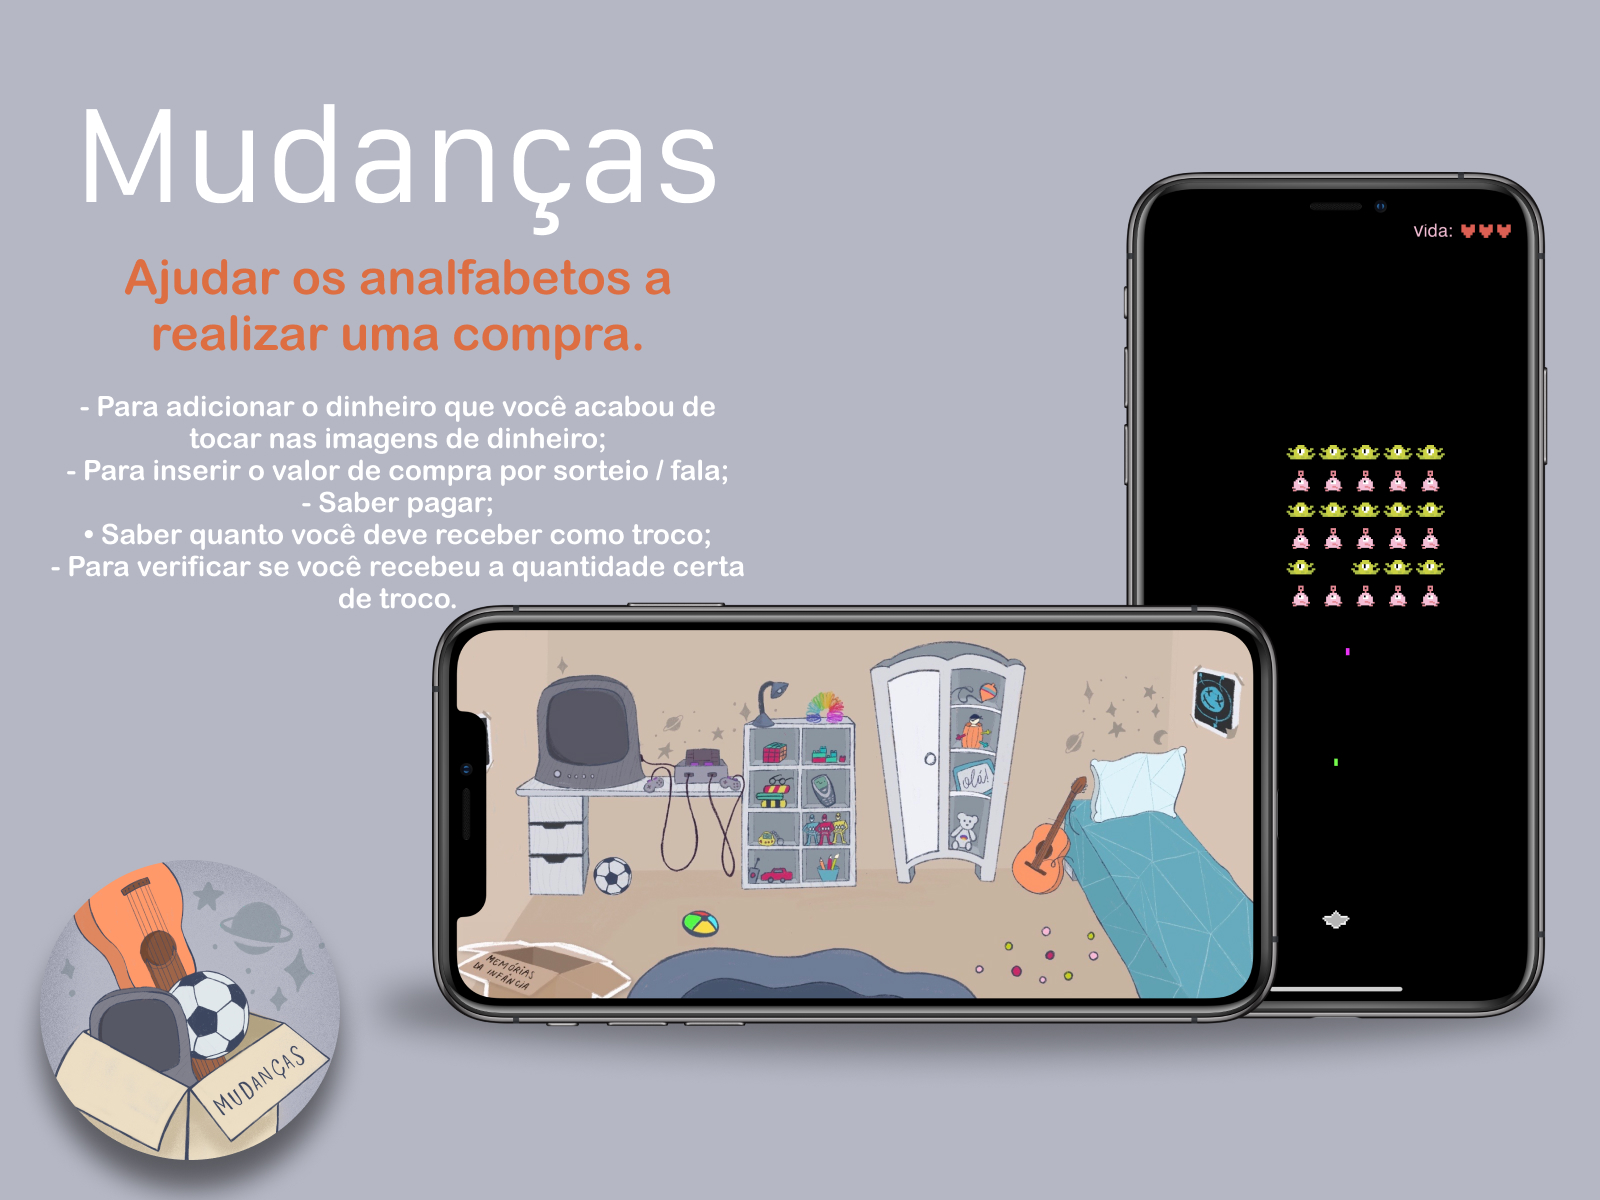 Mudanças
Ajudar os analfabetos a
realizar uma compra.
- Para adicionar o dinheiro que você acabou de
tocar nas imagens de dinheiro;
- Para inserir o valor de compra por sorteio / fala;
- Saber pagar;
• Saber quanto você deve receber como troco;
- Para verificar se você recebeu a quantidade certa
de troco.
Vida:
olá!
MEMÓRIAS
DA INFÂNCIA
MUDANÇAS